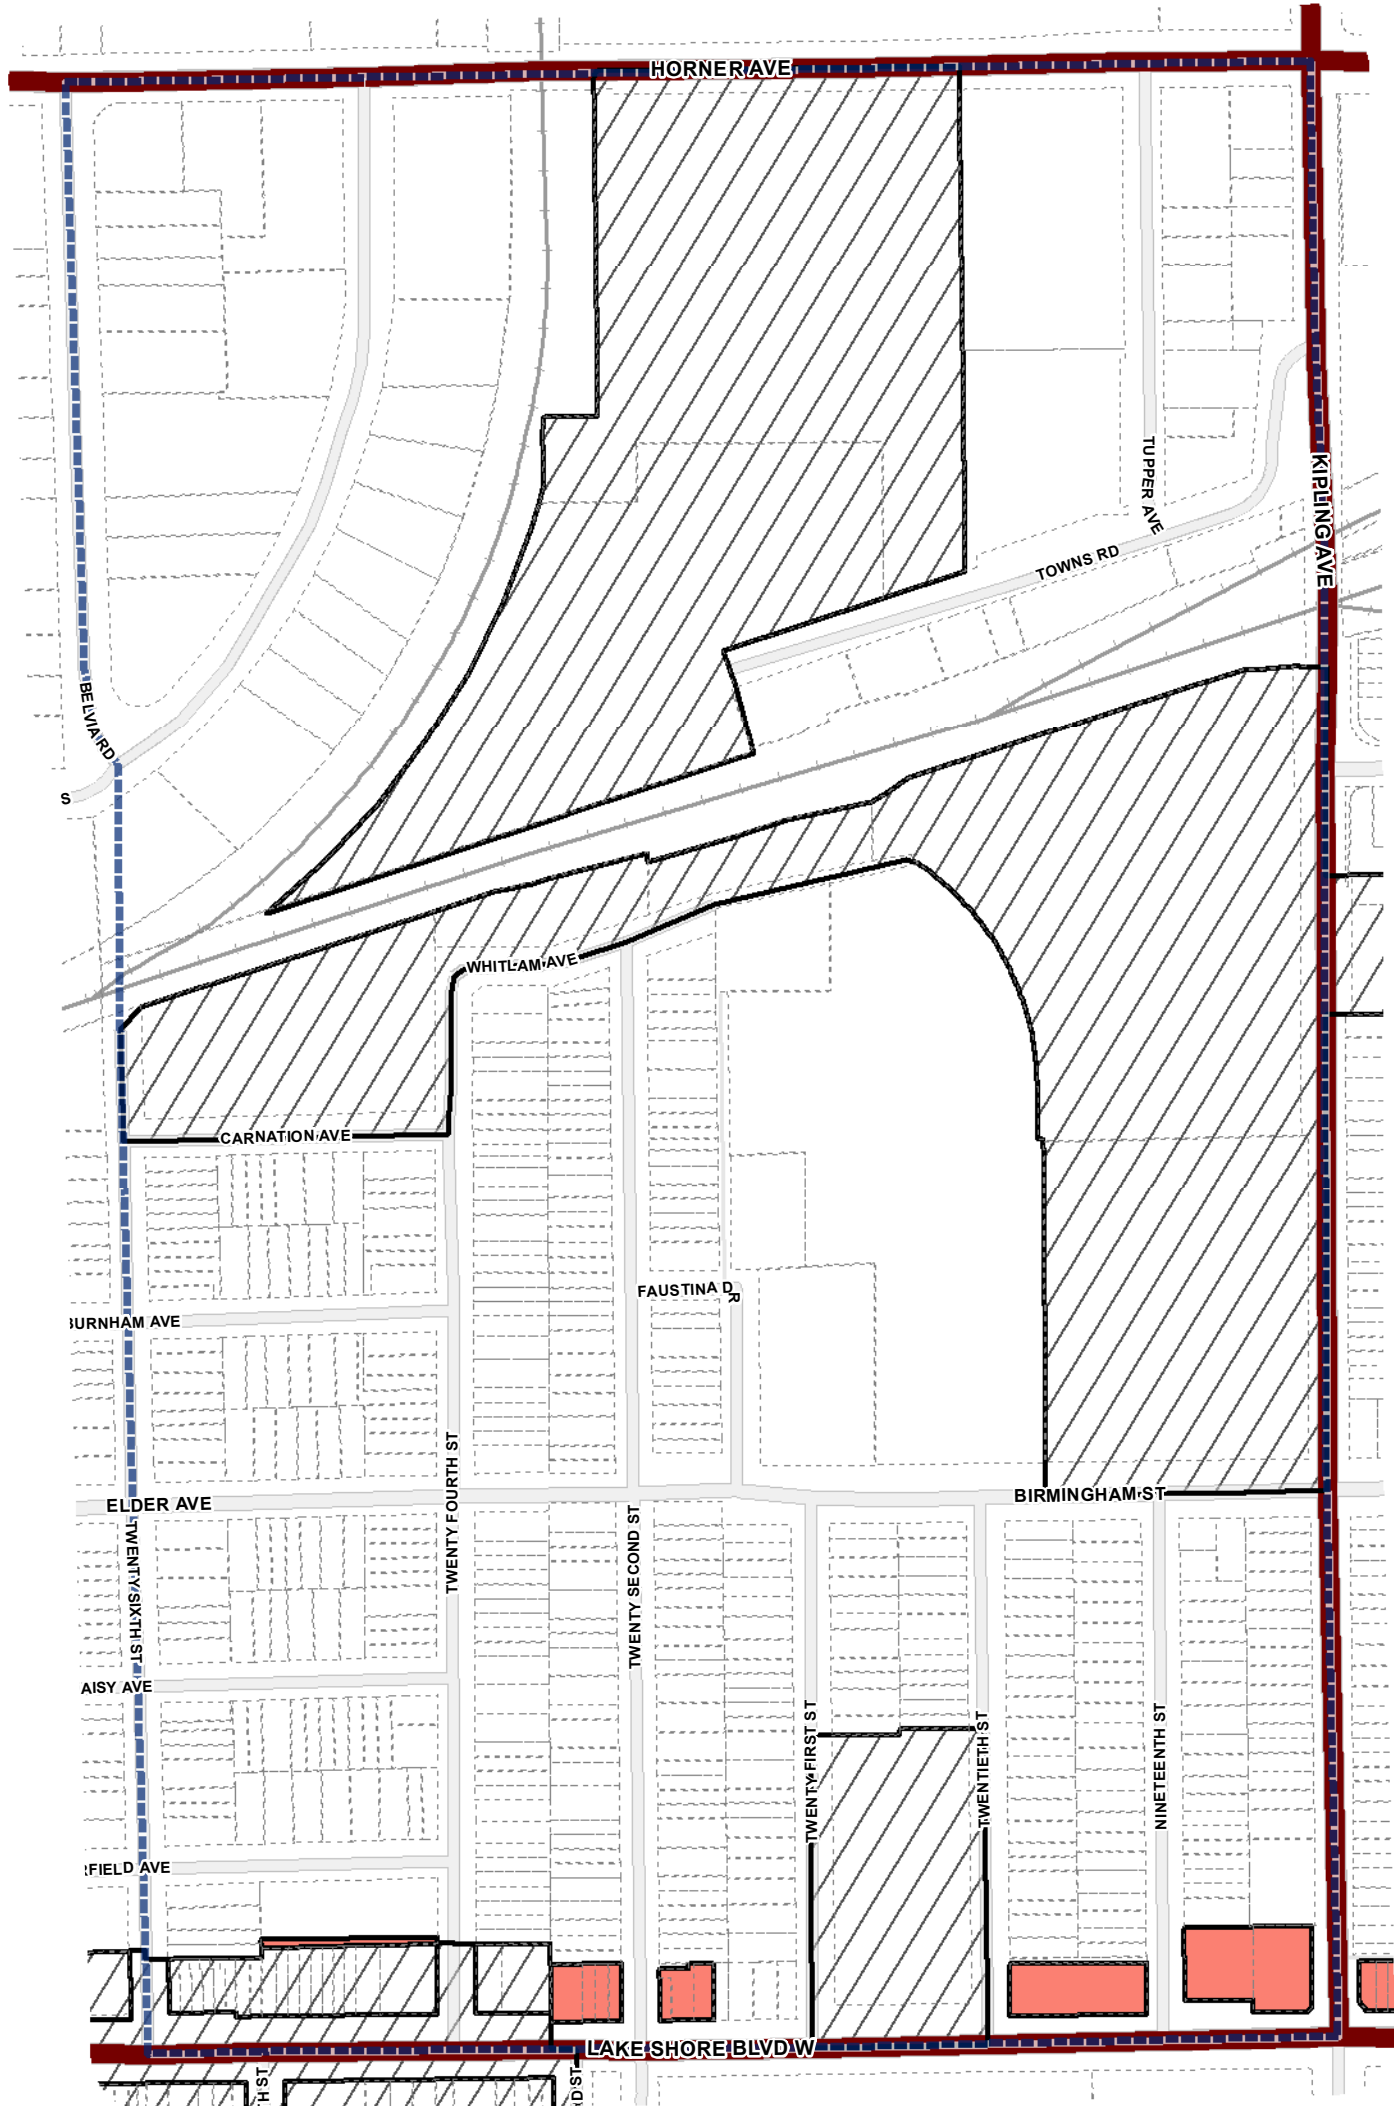 HORNER AVE
KIPLING AVE
TUPPER AVE
TOWNS RD
BELVIA RD
S
WHITLAM AVE
CARNATION AVE
FAUSTINA DR
BURNHAM AVE
TWENTY FOURTH ST
ELDER AVE
BIRMINGHAM ST
TWENTY SIXTH ST
TWENTY SECOND ST
AISY AVE
TWENTY FIRST ST
TWENTIETH ST
NINETEENTH ST
RFIELD AVE
LAKE SHORE BLVD W
TH ST
RD ST